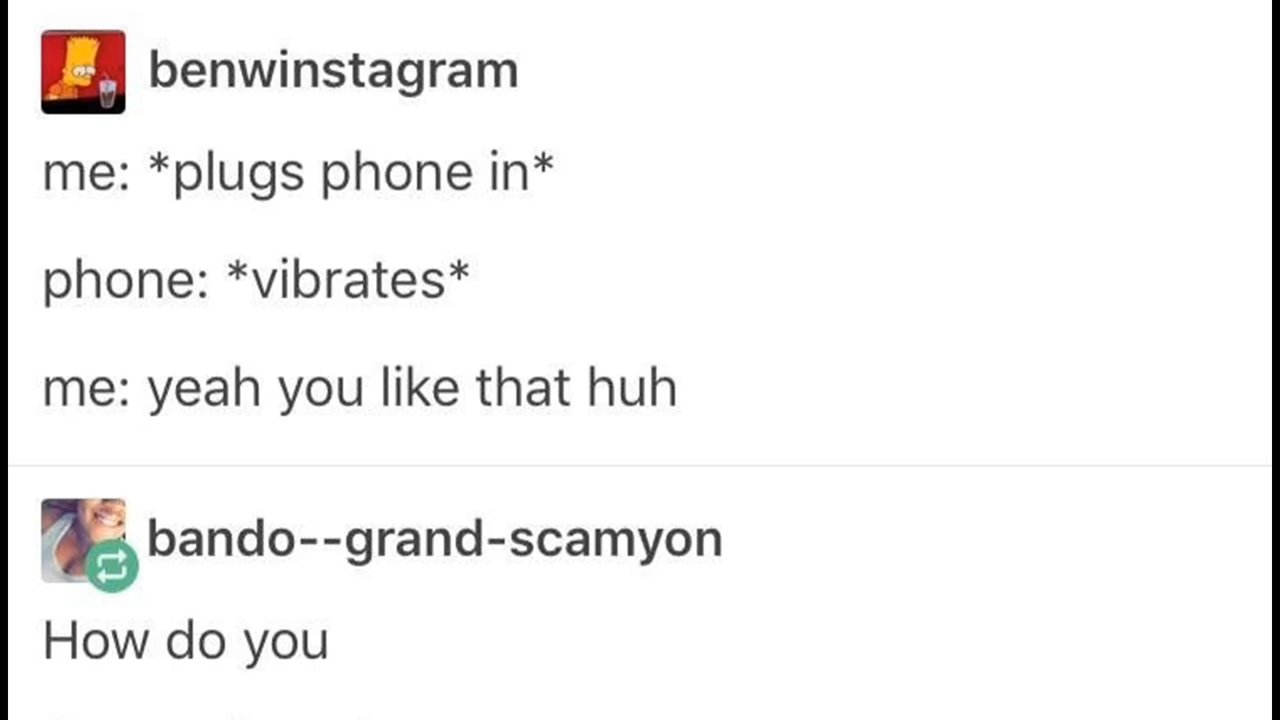 benwinstagram
me: *plugs phone in*
phone: *vibrates*
me: yeah you like that huh
bando--grand-scamyon
How do you